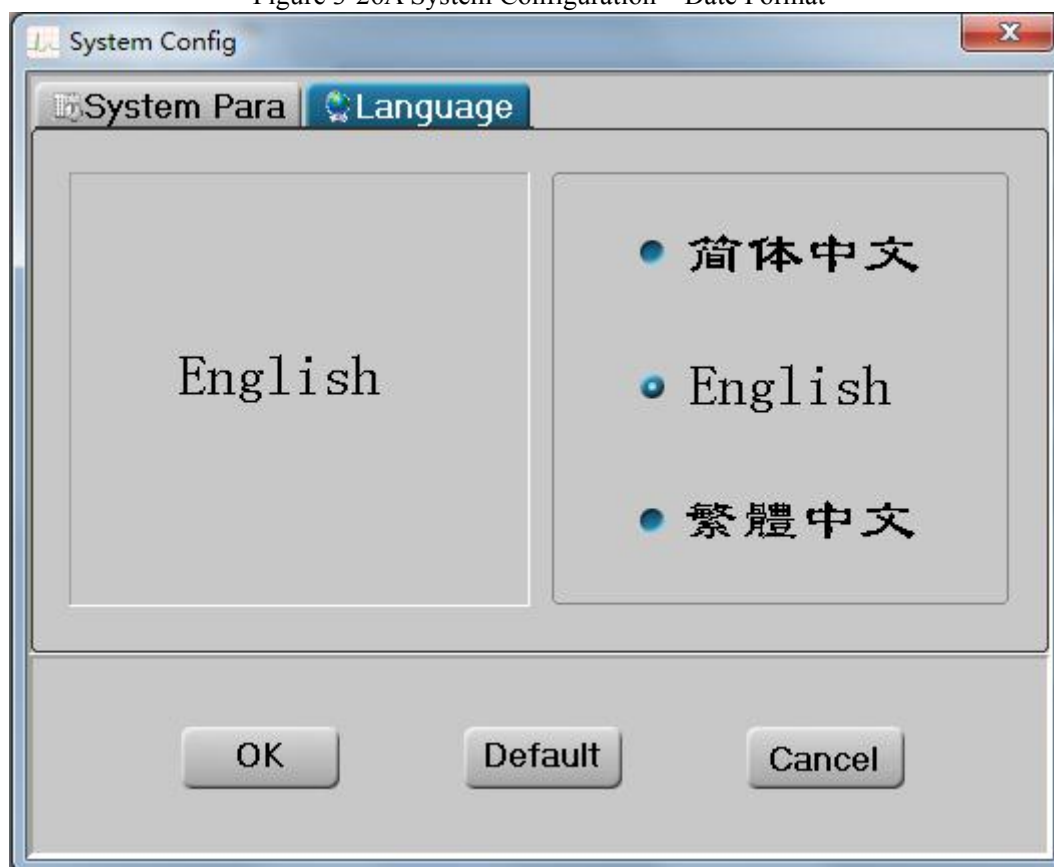 Figure 3-26A System Configuration – Date Format
System Config
System Para
Language
English
简体中文
English
繁體中文
OK
Default
Cancel